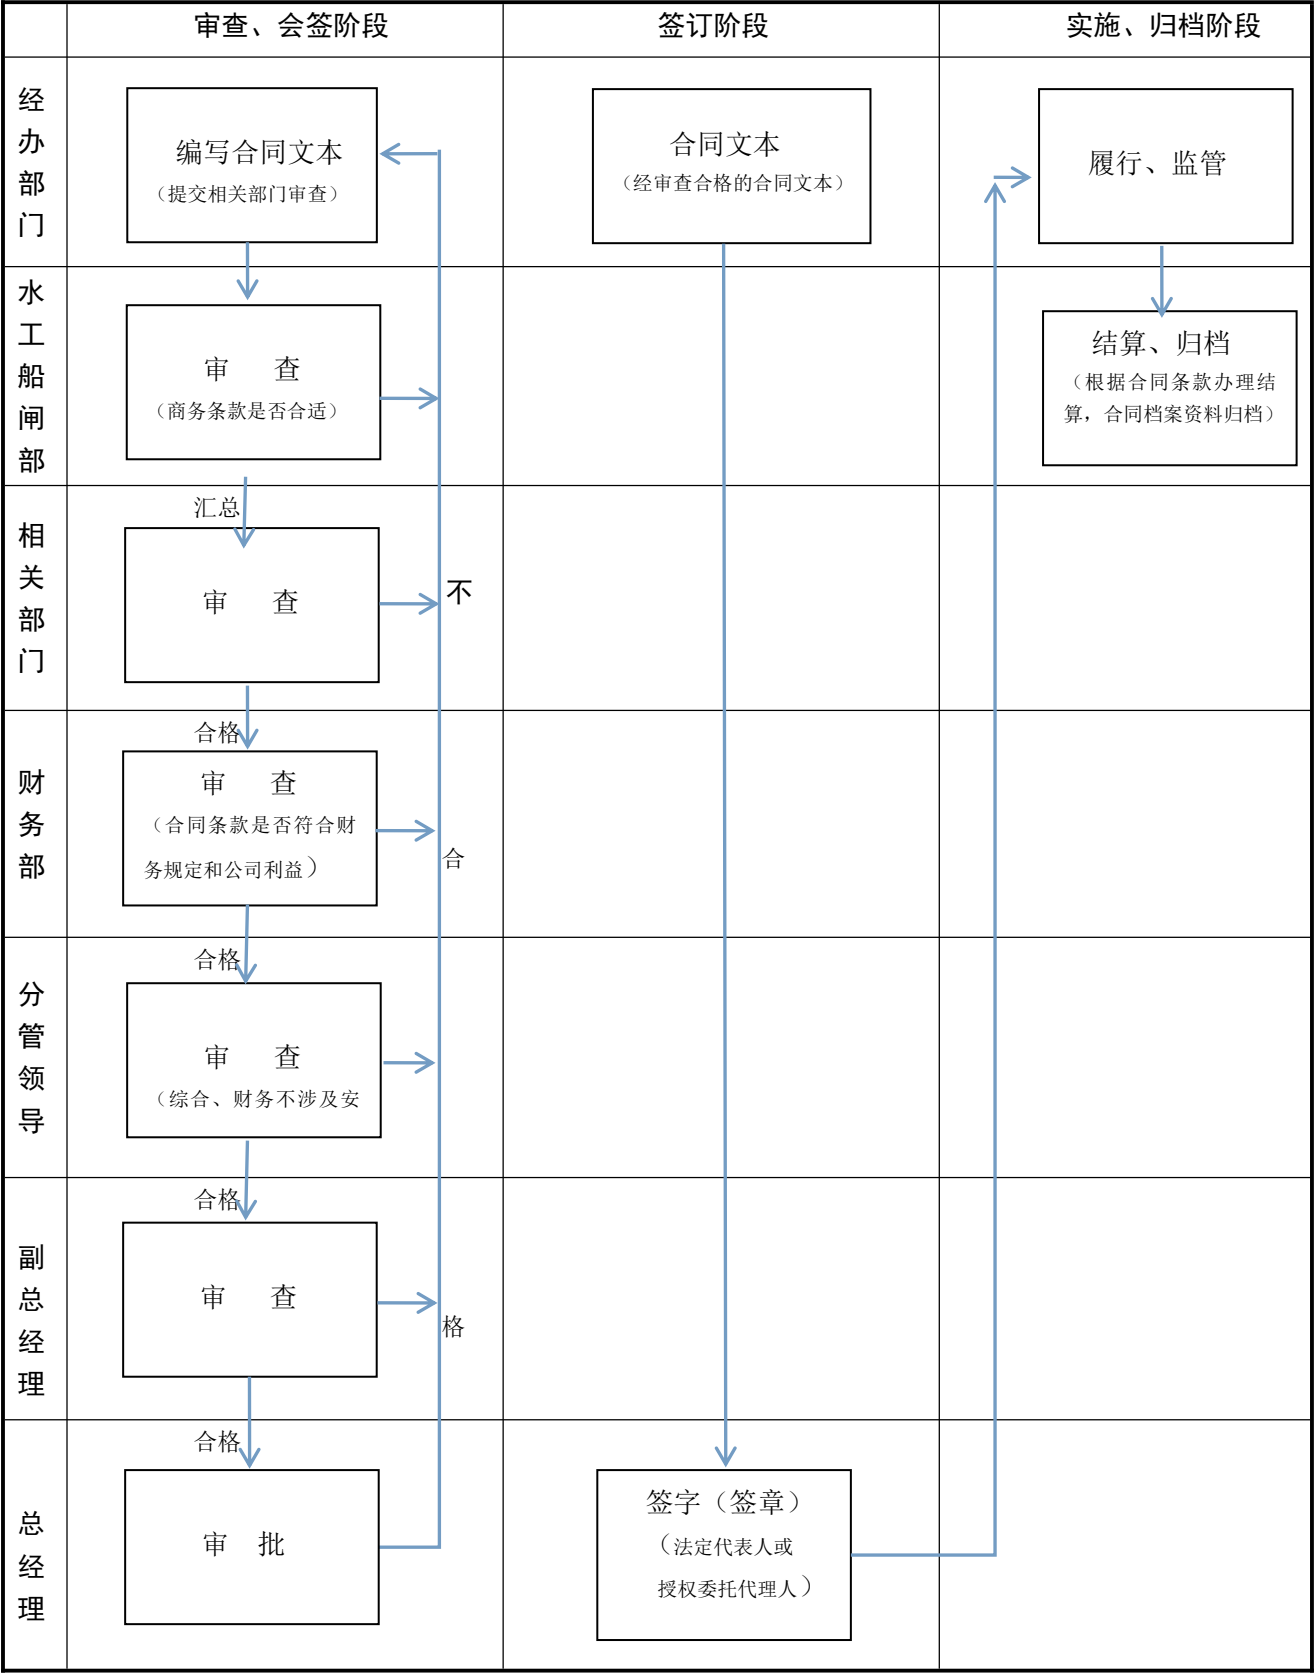 审查、会签阶段
签订阶段
实施、归档阶段
经办部门
编写合同文本
（提交相关部门审查）
合同文本
（经审查合格的合同文本）
履行、监管
水工船闸部
审 查
（商务条款是否合适）
结算、归档
（根据合同条款办理结
算，合同档案资料归档）
汇总
相关部门
审 查
不
合格
财务部
审 查
（合同条款是否符合财
务规定和公司利益）
合
合格
分管领导
审 查
（综合、财务不涉及安
合格
副总经理
审 查
格
合格
总经理
审 批
签字（签章）
（法定代表人或
授权委托代理人）